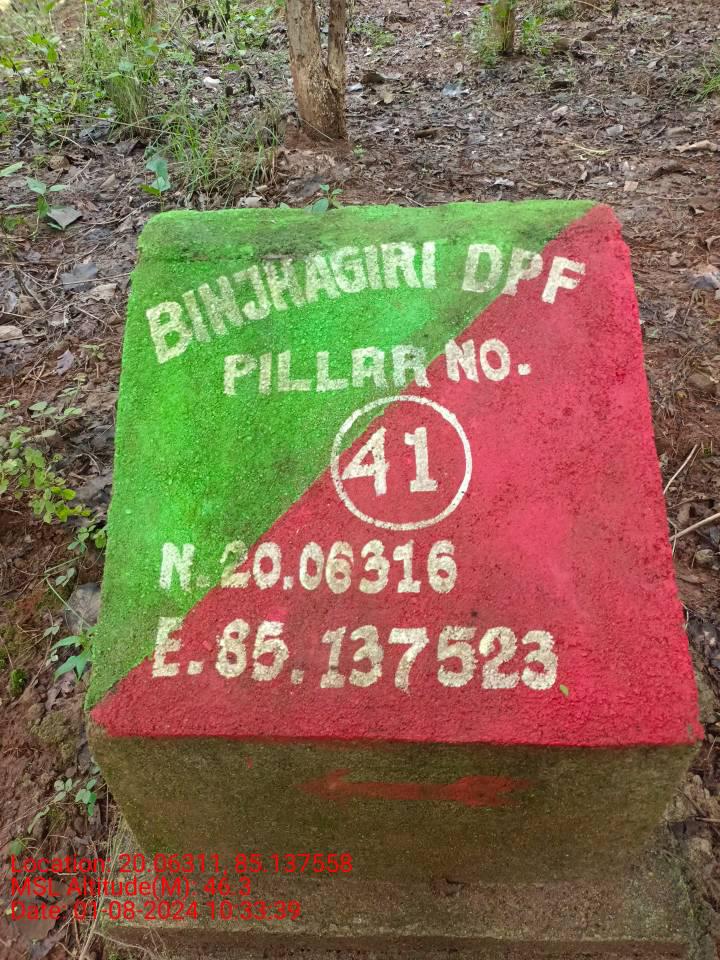 BINJHAGIRI DPF
PILLAR NO.
41
N.20.06316
E.85.137523
Location: 20.06311, 85.137558
MSL Altitude(M): 46.3
Date: 01-08-2024 10:33:39